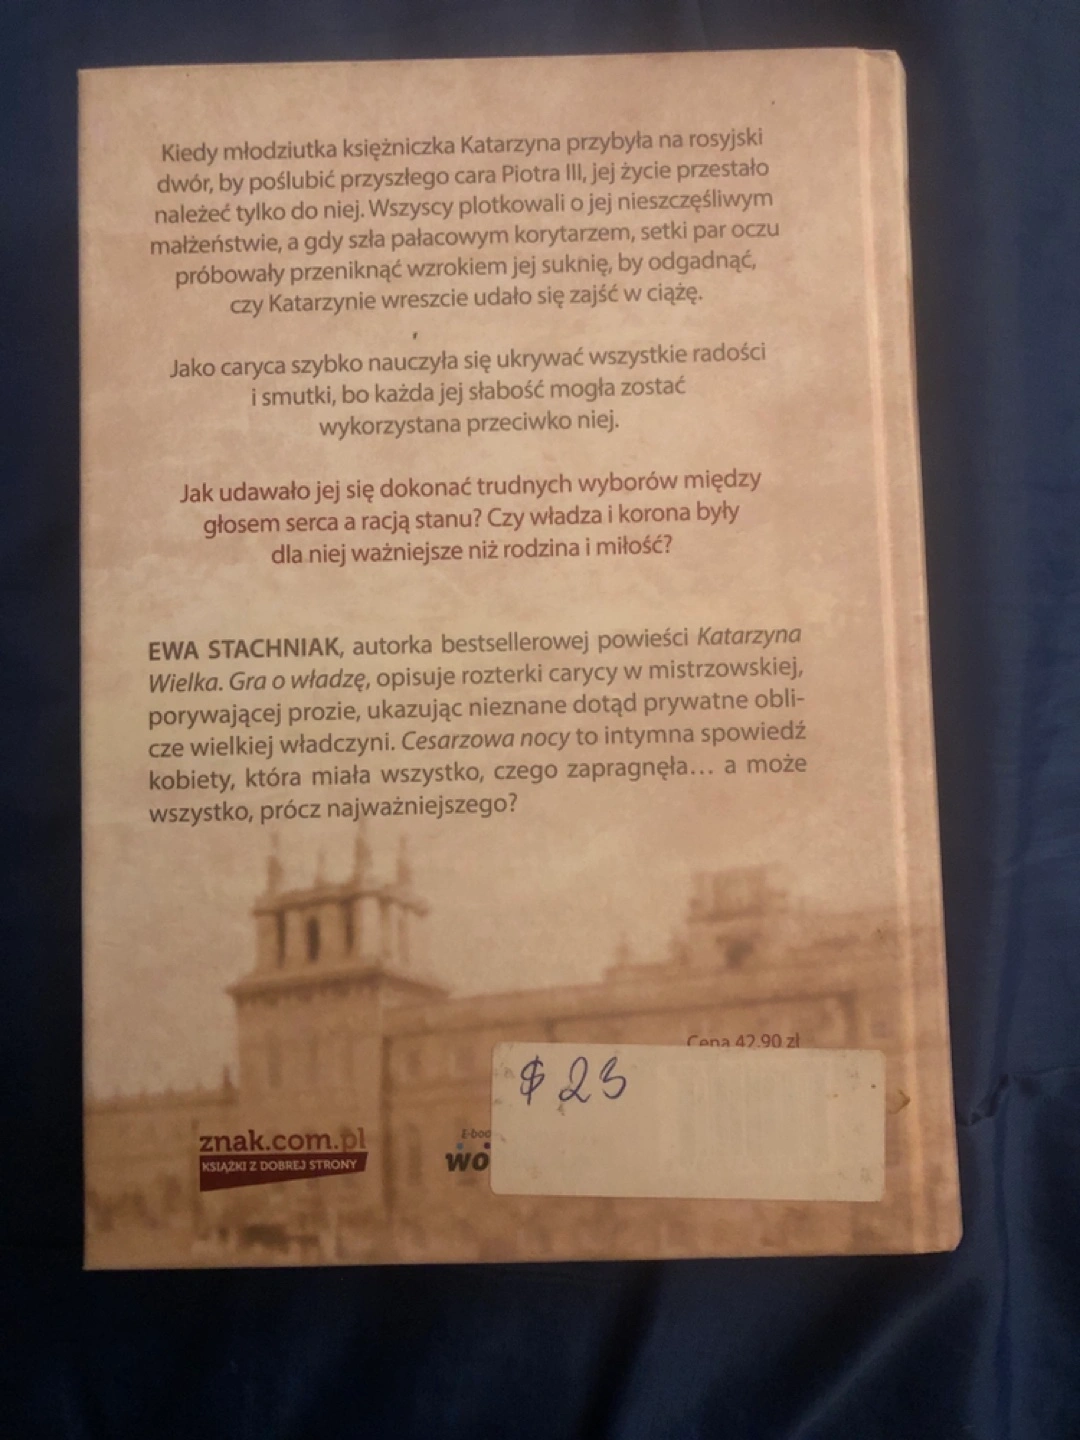 Kiedy młodziutka księżniczka Katarzyna przybyła na rosyjski
dwór, by poślubić przyszłego cara Piotra III, jej życie przestało
należeć tylko do niej. Wszyscy plotkowali o jej nieszczęśliwym
małżeństwie, a gdy szła pałacowym korytarzem, setki par oczu
próbowały przeniknąć wzrokiem jej suknię, by odgadnąć,
czy Katarzynie wreszcie udało się zajść w ciążę.
Jako caryca szybko nauczyła się ukrywać wszystkie radości
i smutki, bo każda jej słabość mogła zostać
wykorzystana przeciwko niej.
Jak udawało jej się dokonać trudnych wyborów między
głosem serca a racją stanu? Czy władza i korona były
dla niej ważniejsze niż rodzina i miłość?
EWA STACHNIAK, autorka bestsellerowej powieści Katarzyna
Wielka. Gra o władzę, opisuje rozterki carycy w mistrzowskiej,
porywającej prozie, ukazując nieznane dotąd prywatne obli-
cze wielkiej władczyni. Cesarzowa nocy to intymna spowiedź
kobiety, która miała wszystko, czego zapragnęła... a może
wszystko, prócz najważniejszego?
Cena 42,90 zł
$ 23
znak.com.pl
KSIĄŻKI Z DOBREJ STRONY
E-boo
wo